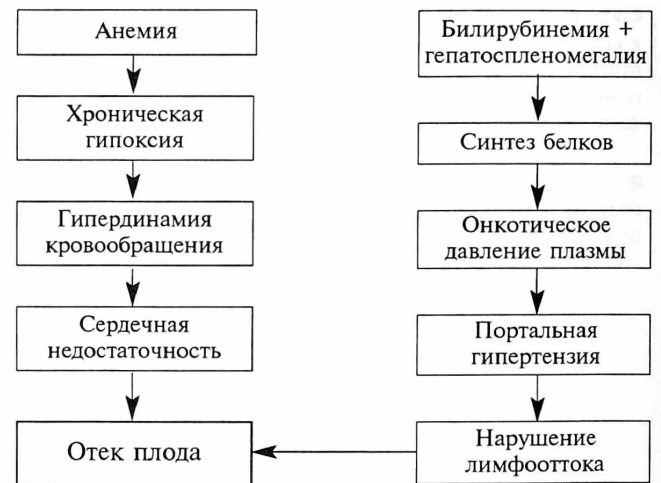 Анемия
Хроническая
гипоксия
Гипердинамия
кровообращения
Сердечная
недостаточность
Отек плода
Билирубинемия +
гепатоспленомегалия
Синтез белков
Онкотическое
давление плазмы
Портальная
гипертензия
Нарушение
лимфооттока